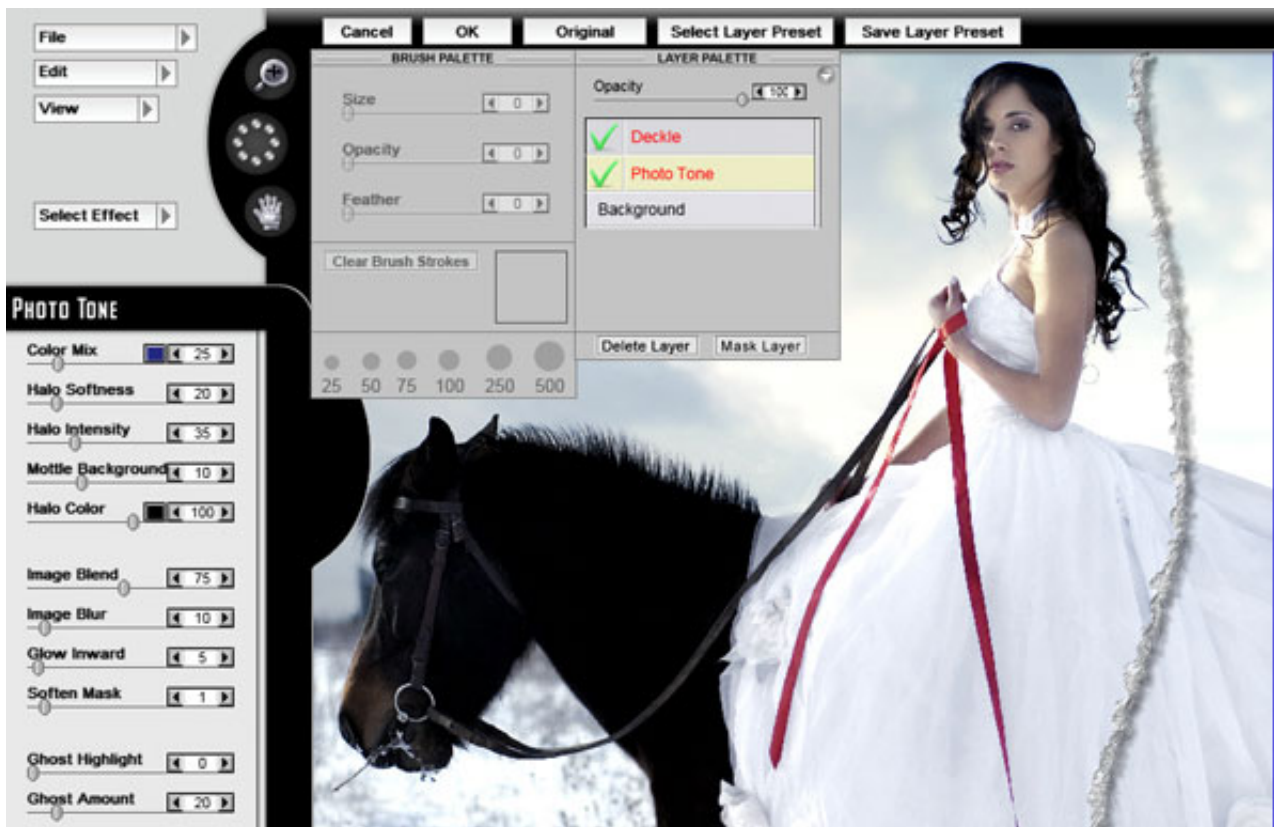 File
Edit
View
Select Effect
Cancel
OK
Original
Select Layer Preset
Save Layer Preset
BRUSH PALETTE
Size
0
Opacity
0
Feather
0
Clear Brush Strokes
25 50 75 100 250 500
LAYER PALETTE
Opacity
100
Deckle
Photo Tone
Background
Delete Layer
Mask Layer
PHOTO TONE
Color Mix 25
Halo Softness 20
Halo Intensity 35
Mottle Background 10
Halo Color 100
Image Blend 75
Image Blur 10
Glow Inward 5
Soften Mask 1
Ghost Highlight 0
Ghost Amount 20